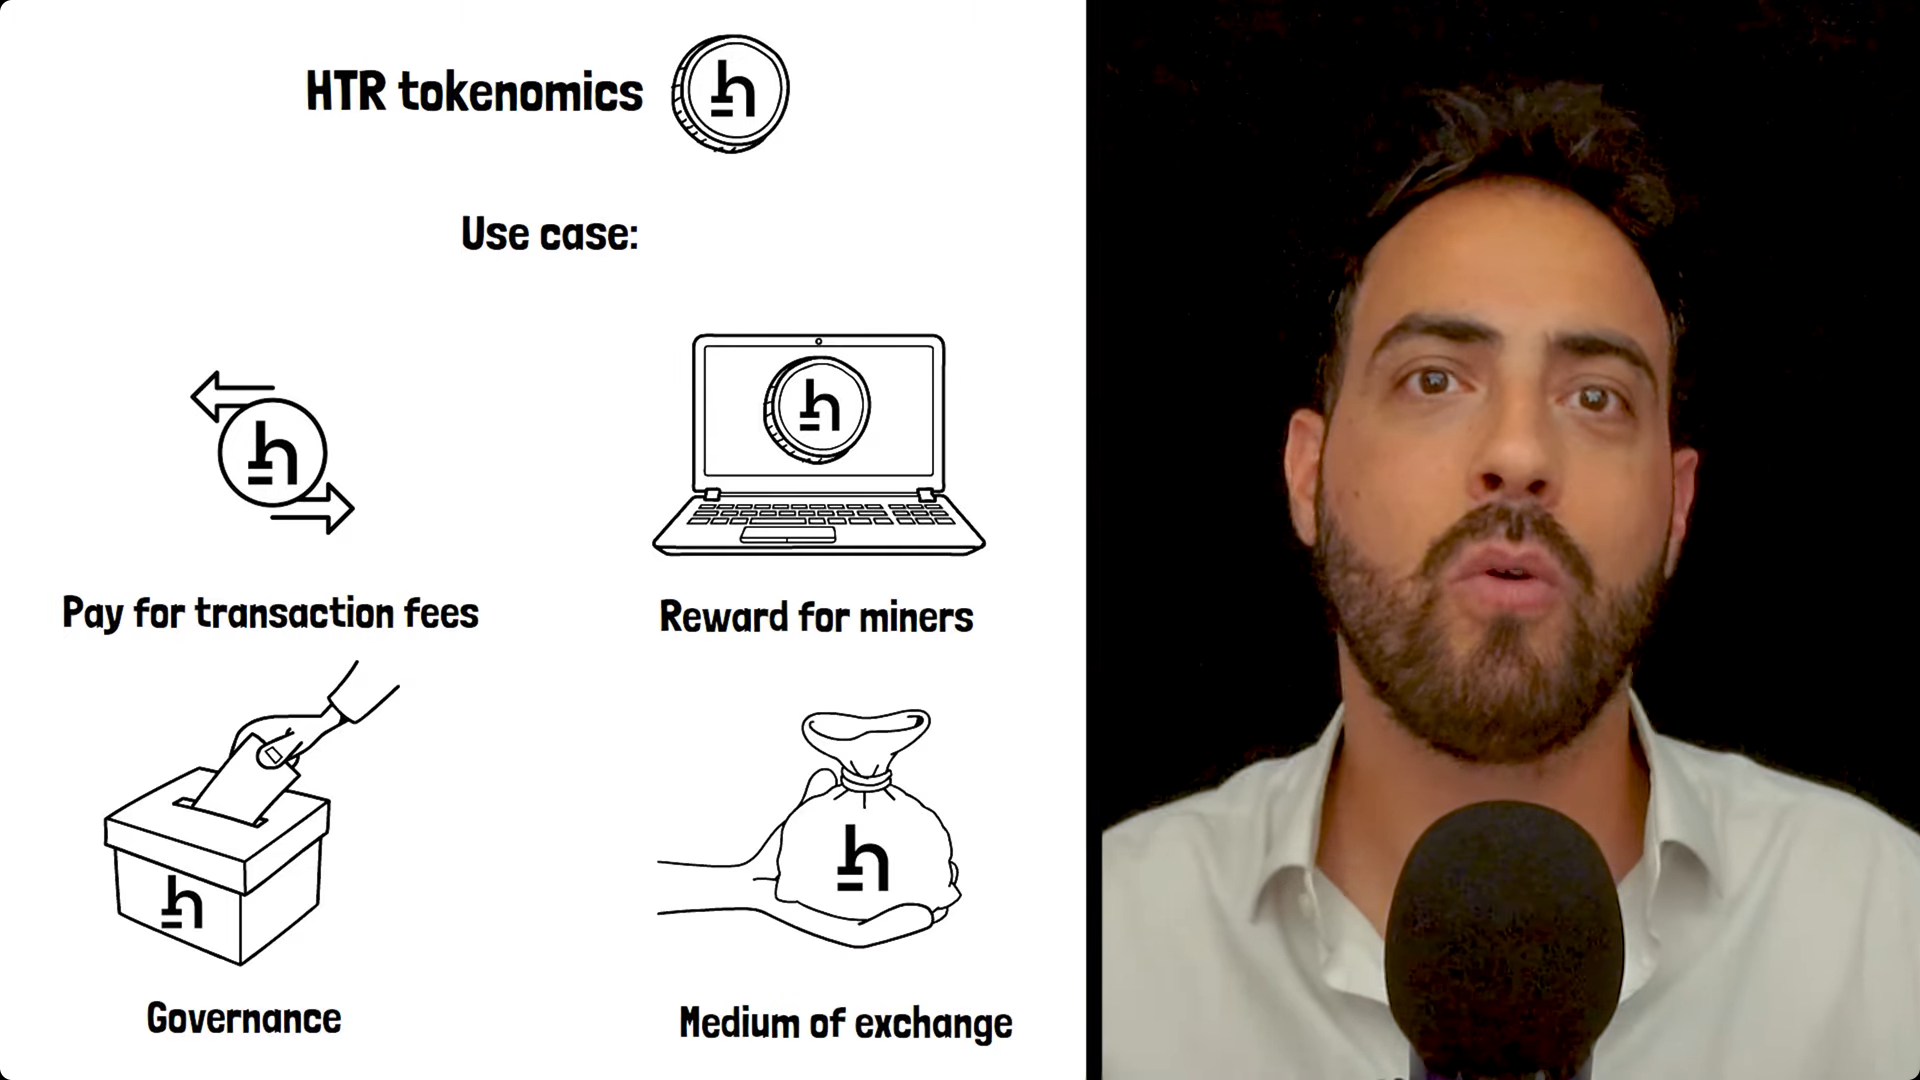 HTR tokenomics
Use case:
Pay for transaction fees
Reward for miners
Governance
Medium of exchange